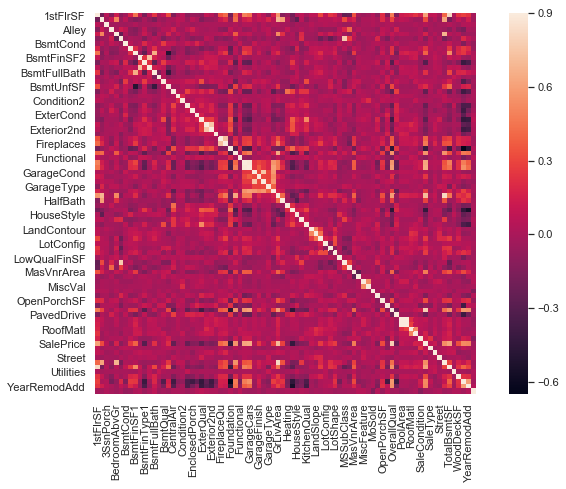 1stFlrSF
Alley
BsmtCond
BsmtFinSF2
BsmtFullBath
BsmtUnfSF
Condition2
ExterCond
Exterior2nd
Fireplaces
Functional
GarageCond
GarageType
HalfBath
HouseStyle
LandContour
LotConfig
LowQualFinSF
MasVnrArea
MiscVal
OpenPorchSF
PavedDrive
RoofMatl
SalePrice
Street
Utilities
YearRemodAdd
0.9
0.6
0.3
0.0
−0.3
−0.6
1stFlrSF
3SsnPorch
BedroomAbvGr
BsmtCond
BsmtFinSF1
BsmtFinType1
BsmtFullBath
BsmtQual
CentralAir
Condition2
EnclosedPorch
ExterQual
Exterior2nd
FireplaceQu
Foundation
Functional
GarageCars
GarageFinish
GarageType
GrLivArea
Heating
HouseStyle
KitchenQual
LandSlope
LotConfig
LotShape
MSSubClass
MasVnrArea
MiscFeature
MoSold
OpenPorchSF
OverallQual
PoolArea
RoofMatl
SaleCondition
SaleType
Street
TotalBsmtSF
WoodDeckSF
YearRemodAdd